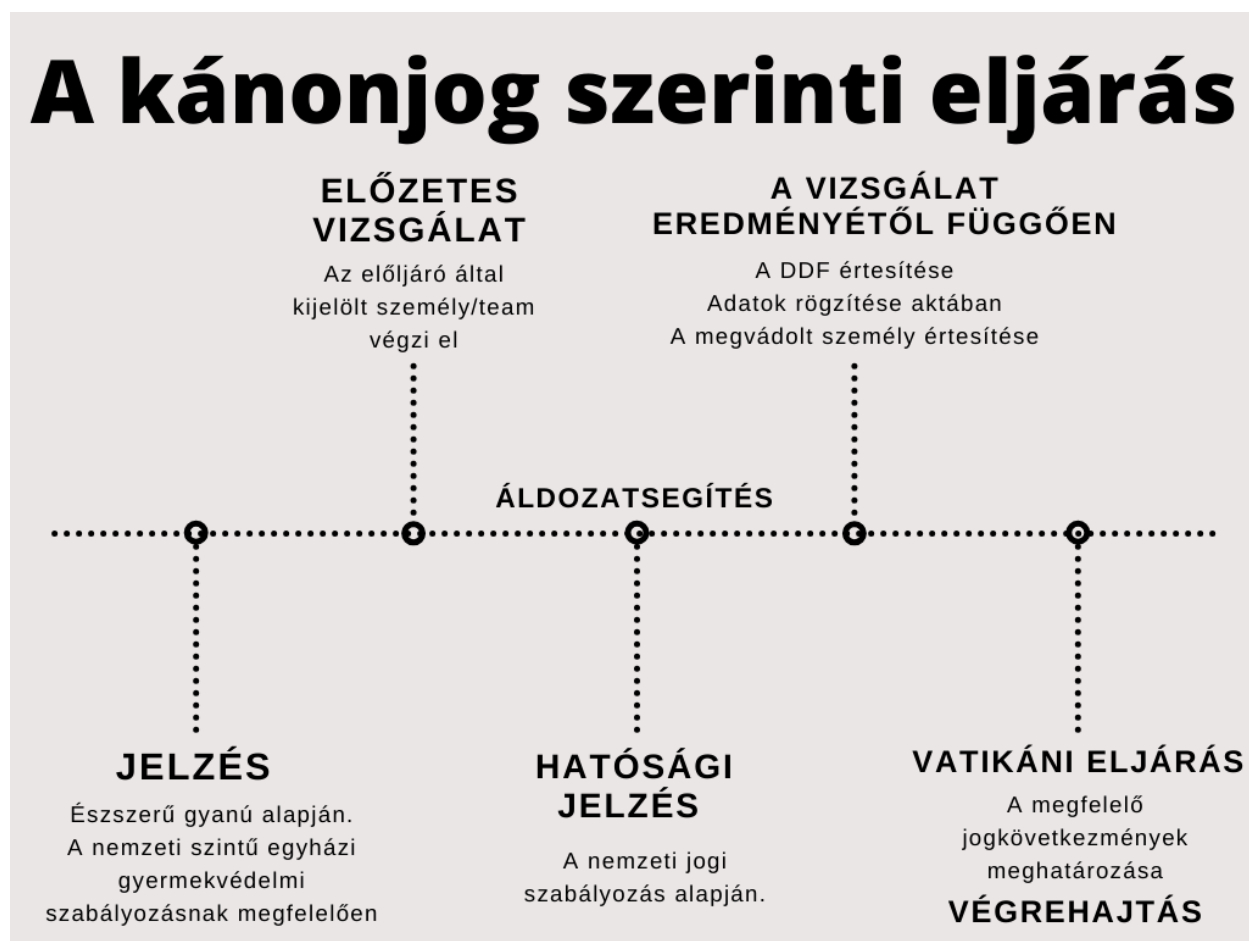 A kánonjog szerinti eljárás
ELŐZETES
VIZSGÁLAT
Az előljáró által
kijelölt személy/team
végzi el
A VIZSGÁLAT
EREDMÉNYÉTŐL FÜGGŐEN
A DDF értesítése
Adatok rögzítése aktában
A megvádolt személy értesítése
ÁLDOZATSEGÍTÉS
JELZÉS
Észszerű gyanú alapján.
A nemzeti szintű egyházi
gyermekvédelmi
szabályozásnak megfelelően
HATÓSÁGI
JELZÉS
A nemzeti jogi
szabályozás alapján.
VATIKÁNI ELJÁRÁS
A megfelelő
jogkövetkezmények
meghatározása
VÉGREHAJTÁS